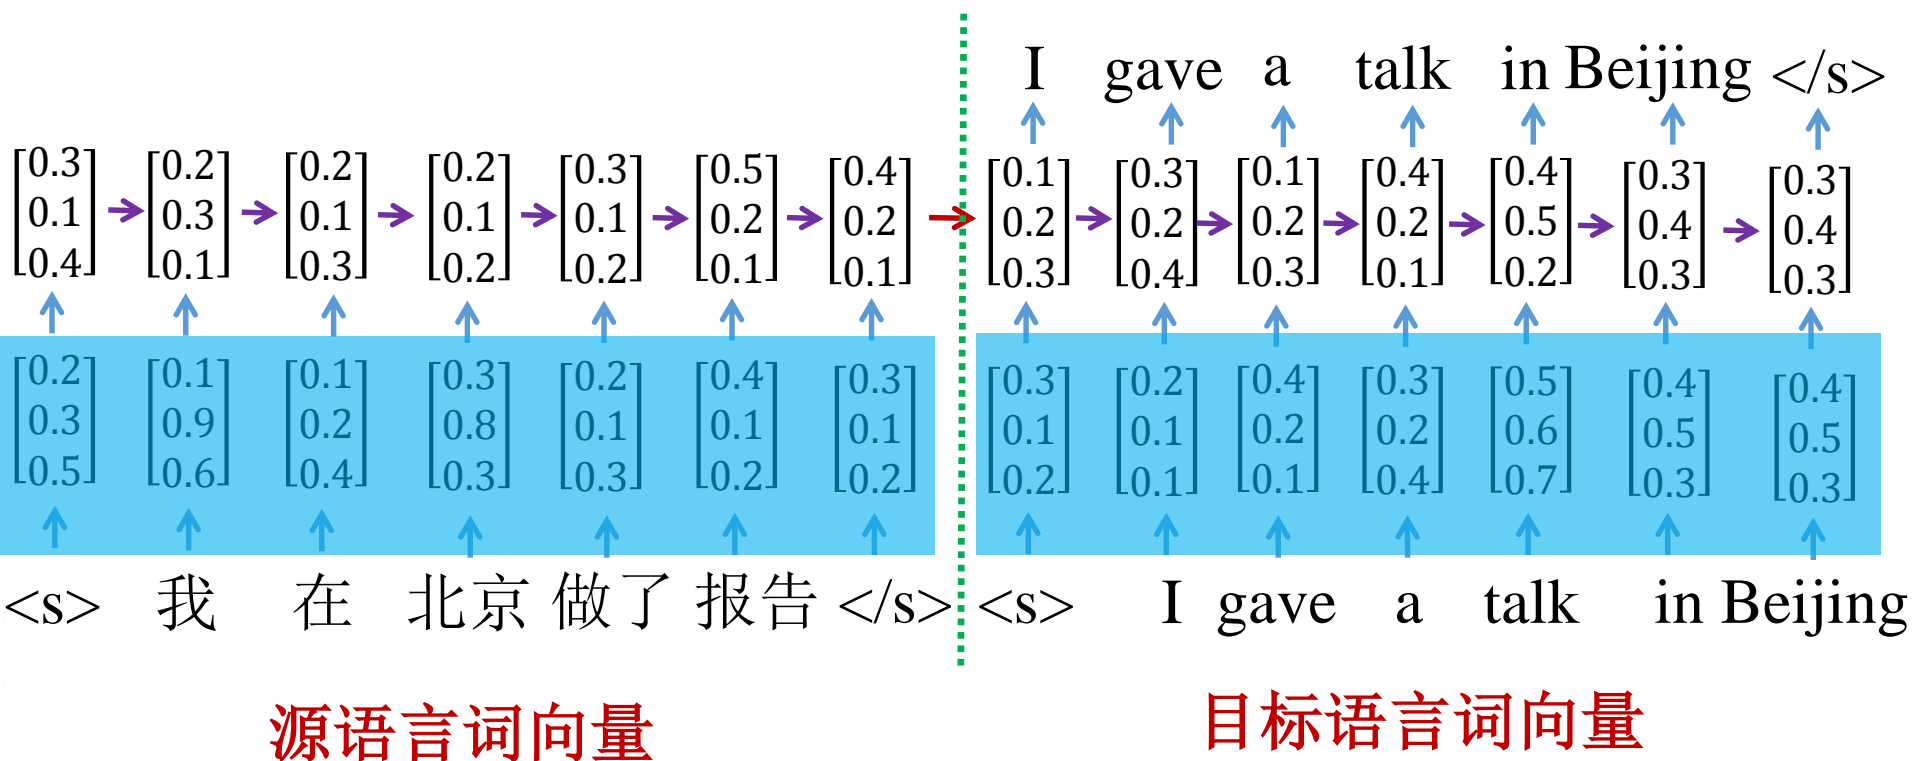 I gave a talk in Beijing </s>
[0.3 0.1 0.4] [0.2 0.3 0.1] [0.2 0.1 0.3] [0.2 0.1 0.2] [0.3 0.1 0.2] [0.5 0.2 0.1] [0.4 0.2 0.1] [0.1 0.2 0.3] [0.3 0.2 0.4] [0.1 0.2 0.3] [0.4 0.2 0.1] [0.4 0.5 0.2] [0.3 0.4 0.3] [0.3 0.4 0.3]
[0.2 0.3 0.5] [0.1 0.9 0.6] [0.1 0.2 0.4] [0.3 0.8 0.3] [0.2 0.1 0.3] [0.4 0.1 0.2] [0.3 0.1 0.2] [0.3 0.1 0.2] [0.2 0.1 0.1] [0.4 0.2 0.1] [0.3 0.2 0.4] [0.5 0.6 0.7] [0.4 0.5 0.3] [0.4 0.5 0.3]
<s> 我 在 北京 做了 报告 </s> <s> I gave a talk in Beijing
源语言词向量 目标语言词向量